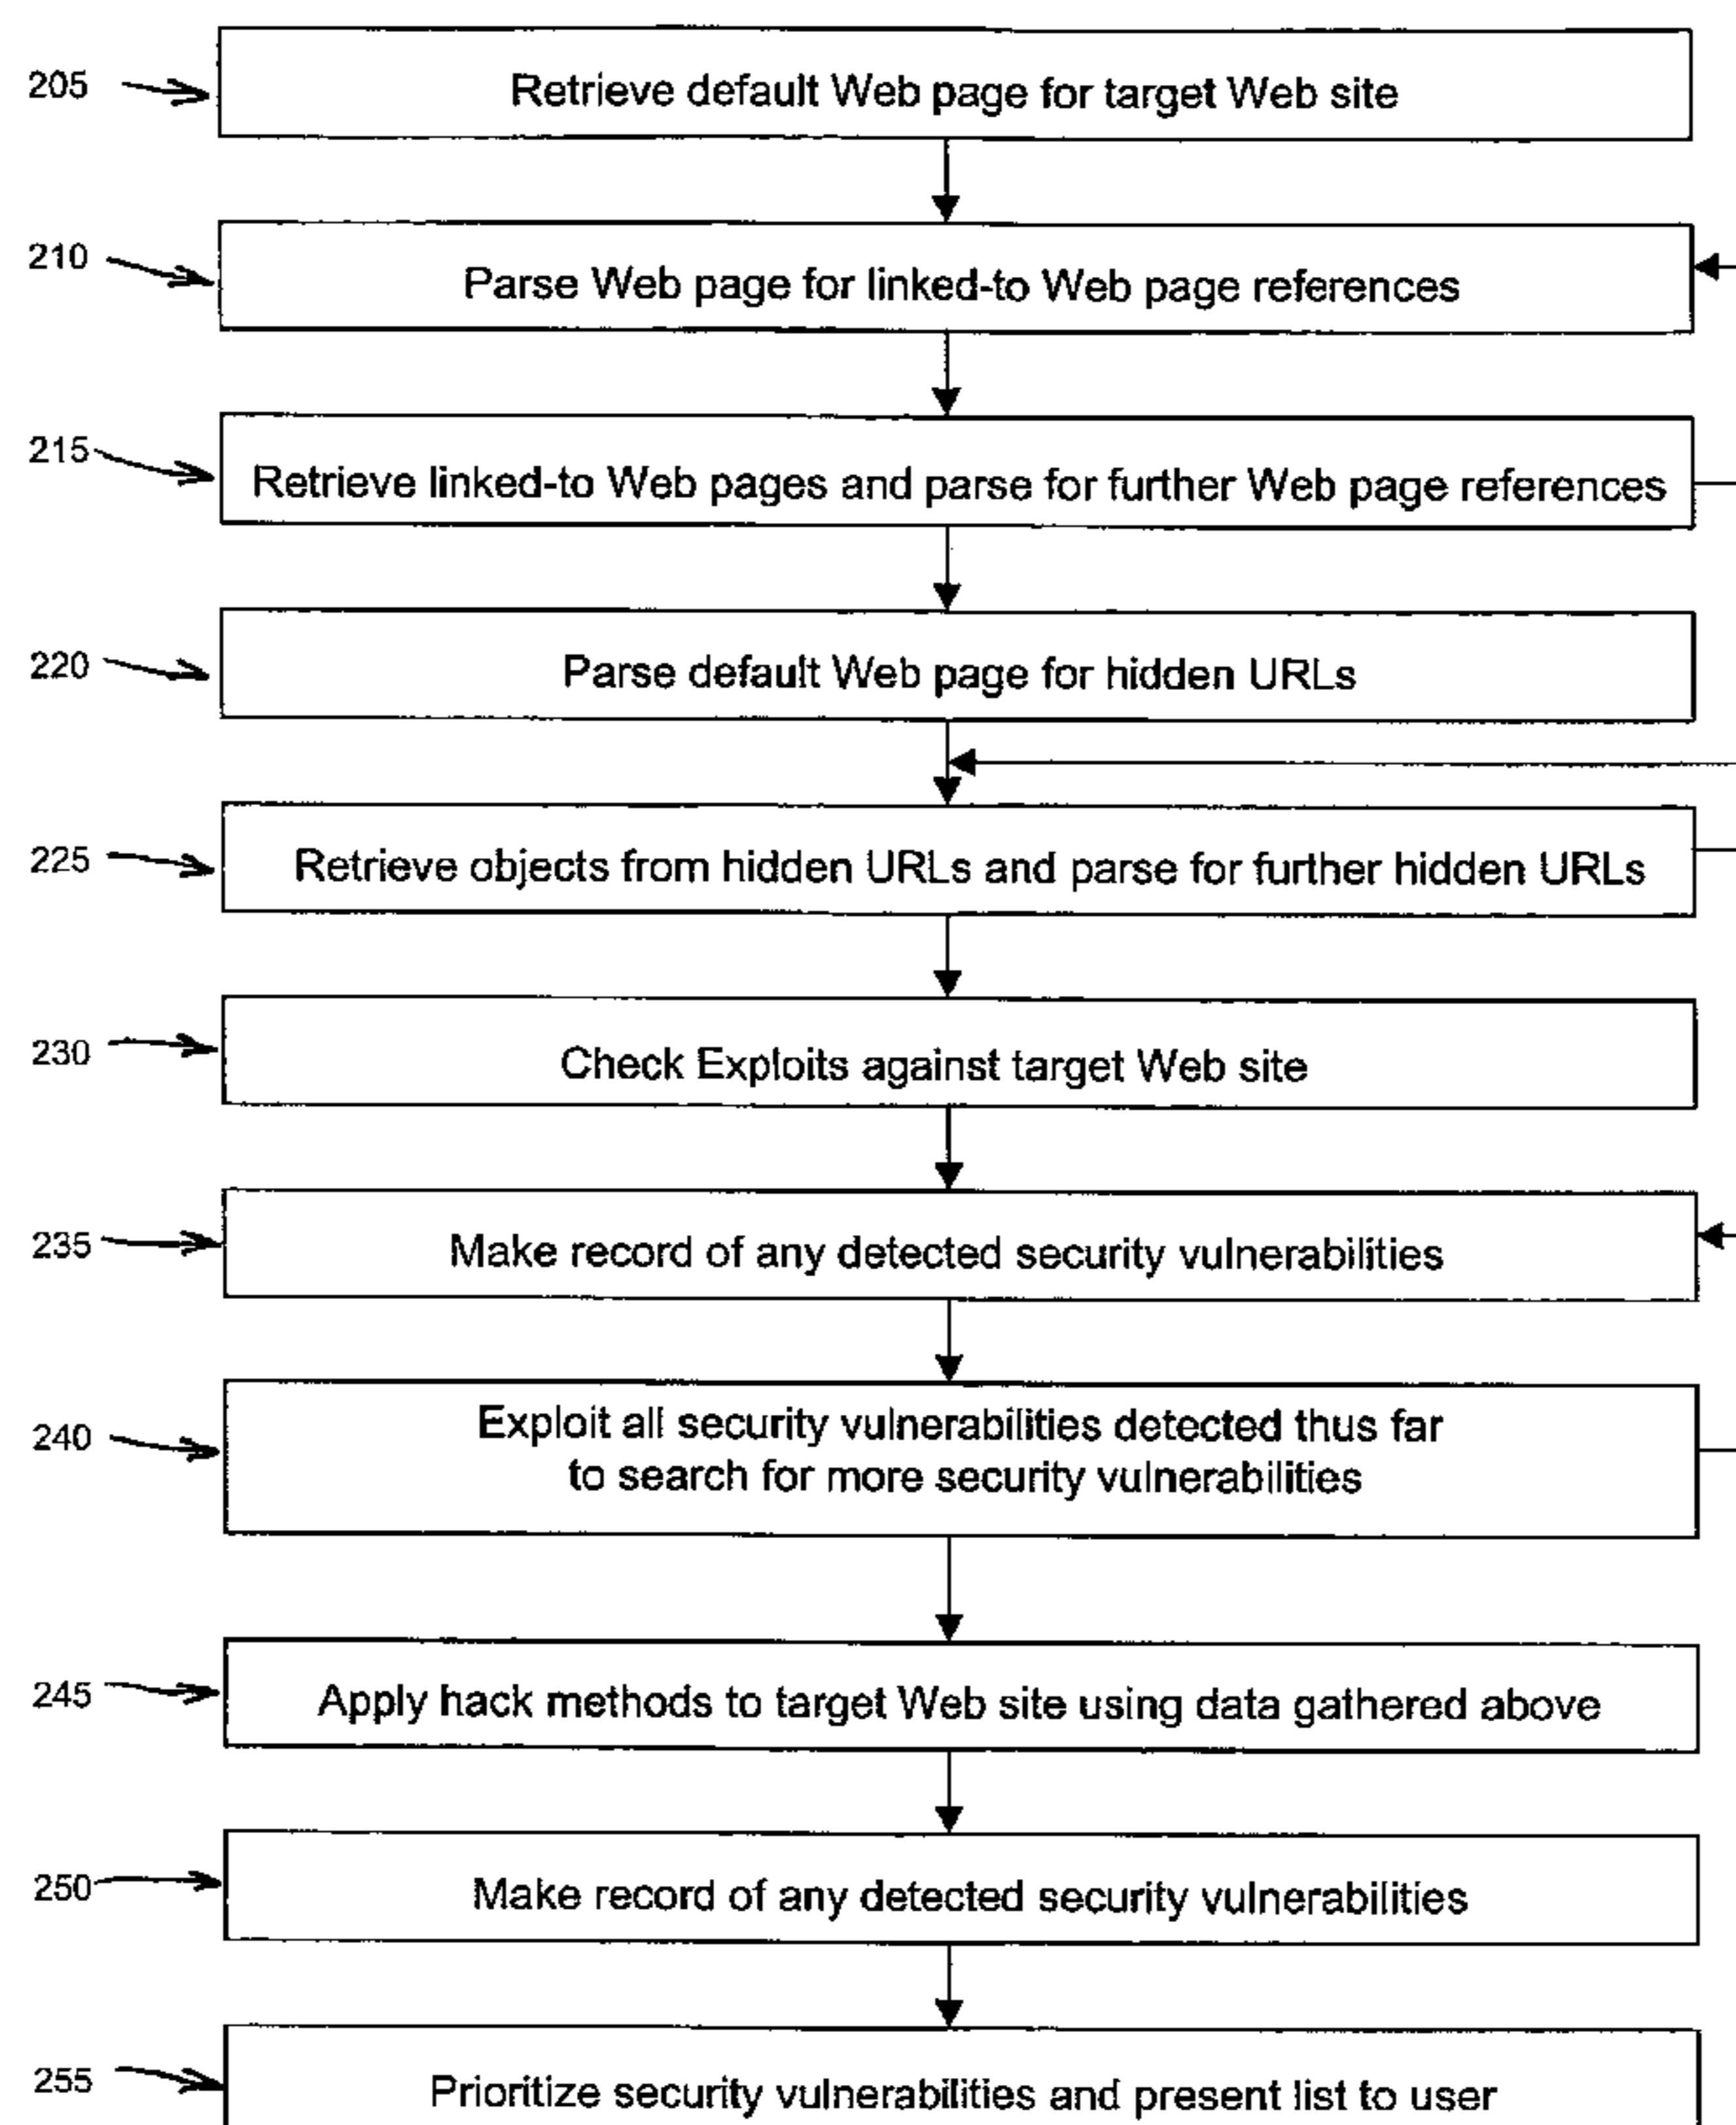 205
Retrieve default Web page for target Web site
210
Parse Web page for linked-to Web page references
215
Retrieve linked-to Web pages and parse for further Web page references
220
Parse default Web page for hidden URLs
225
Retrieve objects from hidden URLs and parse for further hidden URLs
230
Check Exploits against target Web site
235
Make record of any detected security vulnerabilities
240
Exploit all security vulnerabilities detected thus far
to search for more security vulnerabilities
245
Apply hack methods to target Web site using data gathered above
250
Make record of any detected security vulnerabilities
255
Prioritize security vulnerabilities and present list to user